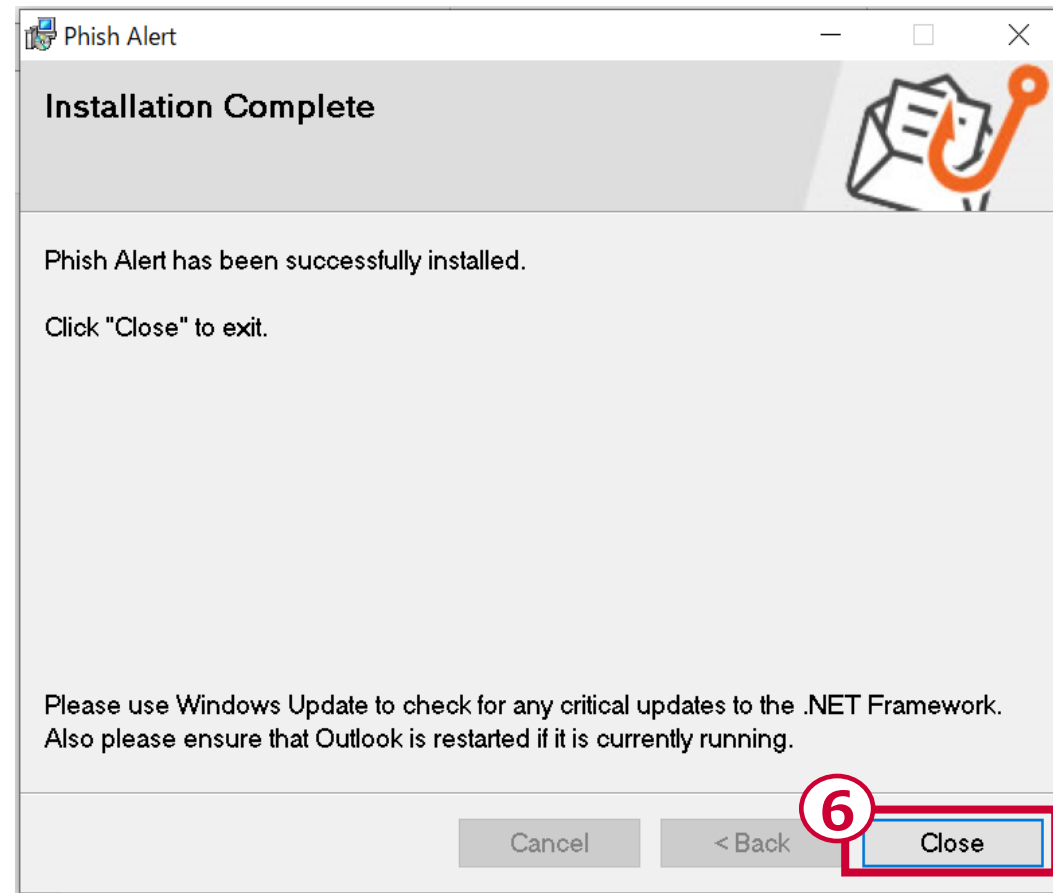 Phish Alert
Installation Complete
Phish Alert has been successfully installed.
Click "Close" to exit.
Please use Windows Update to check for any critical updates to the .NET Framework.
Also please ensure that Outlook is restarted if it is currently running.
6
Cancel
< Back
Close